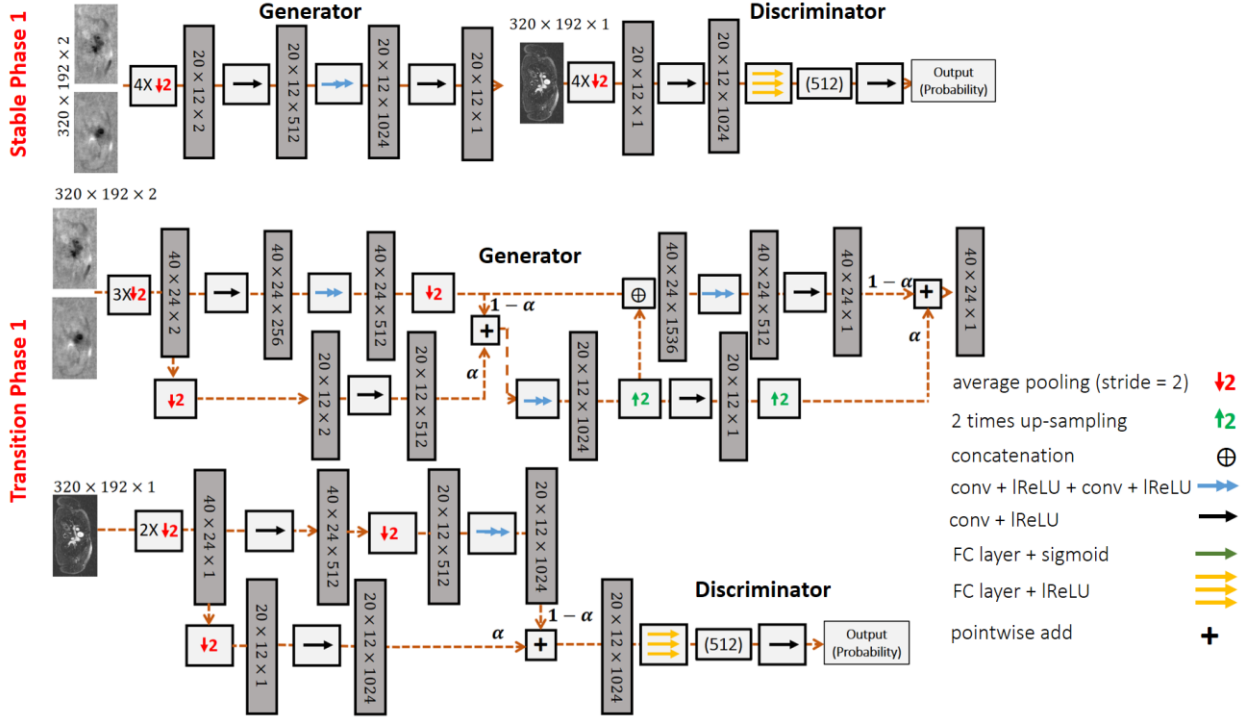 Stable Phase 1
Generator
Discriminator
320 × 192 × 2
4X ↓2
20 × 12 × 2
20 × 12 × 512
20 × 12 × 1024
20 × 12 × 1
320 × 192 × 1
4X ↓2
20 × 12 × 1
20 × 12 × 1024
(512)
Output
(Probability)
Transition Phase 1
320 × 192 × 2
Generator
3X ↓2
40 × 24 × 2
40 × 24 × 256
40 × 24 × 512
↓2
1 − α
+
α
⊕
40 × 24 × 1536
40 × 24 × 512
40 × 24 × 1
1 − α
+
α
40 × 24 × 1
↓2
20 × 12 × 2
20 × 12 × 512
20 × 12 × 1024
↑2
20 × 12 × 1
↑2
320 × 192 × 1
2X ↓2
40 × 24 × 1
40 × 24 × 512
↓2
20 × 12 × 512
20 × 12 × 1024
Discriminator
↓2
20 × 12 × 1
20 × 12 × 1024
α
1 − α
+
20 × 12 × 1024
(512)
Output
(Probability)
average pooling (stride = 2) ↓2
2 times up-sampling ↑2
concatenation ⊕
conv + lReLU + conv + lReLU
conv + lReLU
FC layer + sigmoid
FC layer + lReLU
pointwise add +